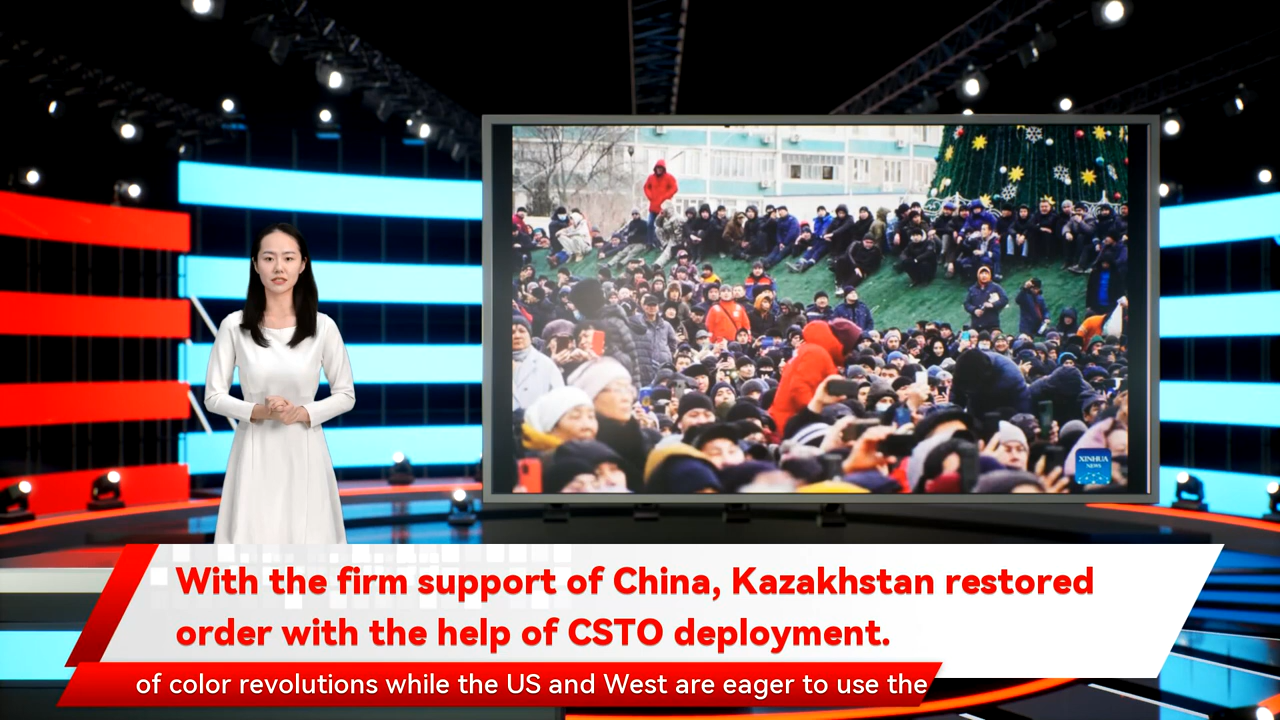 XINHUA
NEWS
With the firm support of China, Kazakhstan restored
order with the help of CSTO deployment.
of color revolutions while the US and West are eager to use the